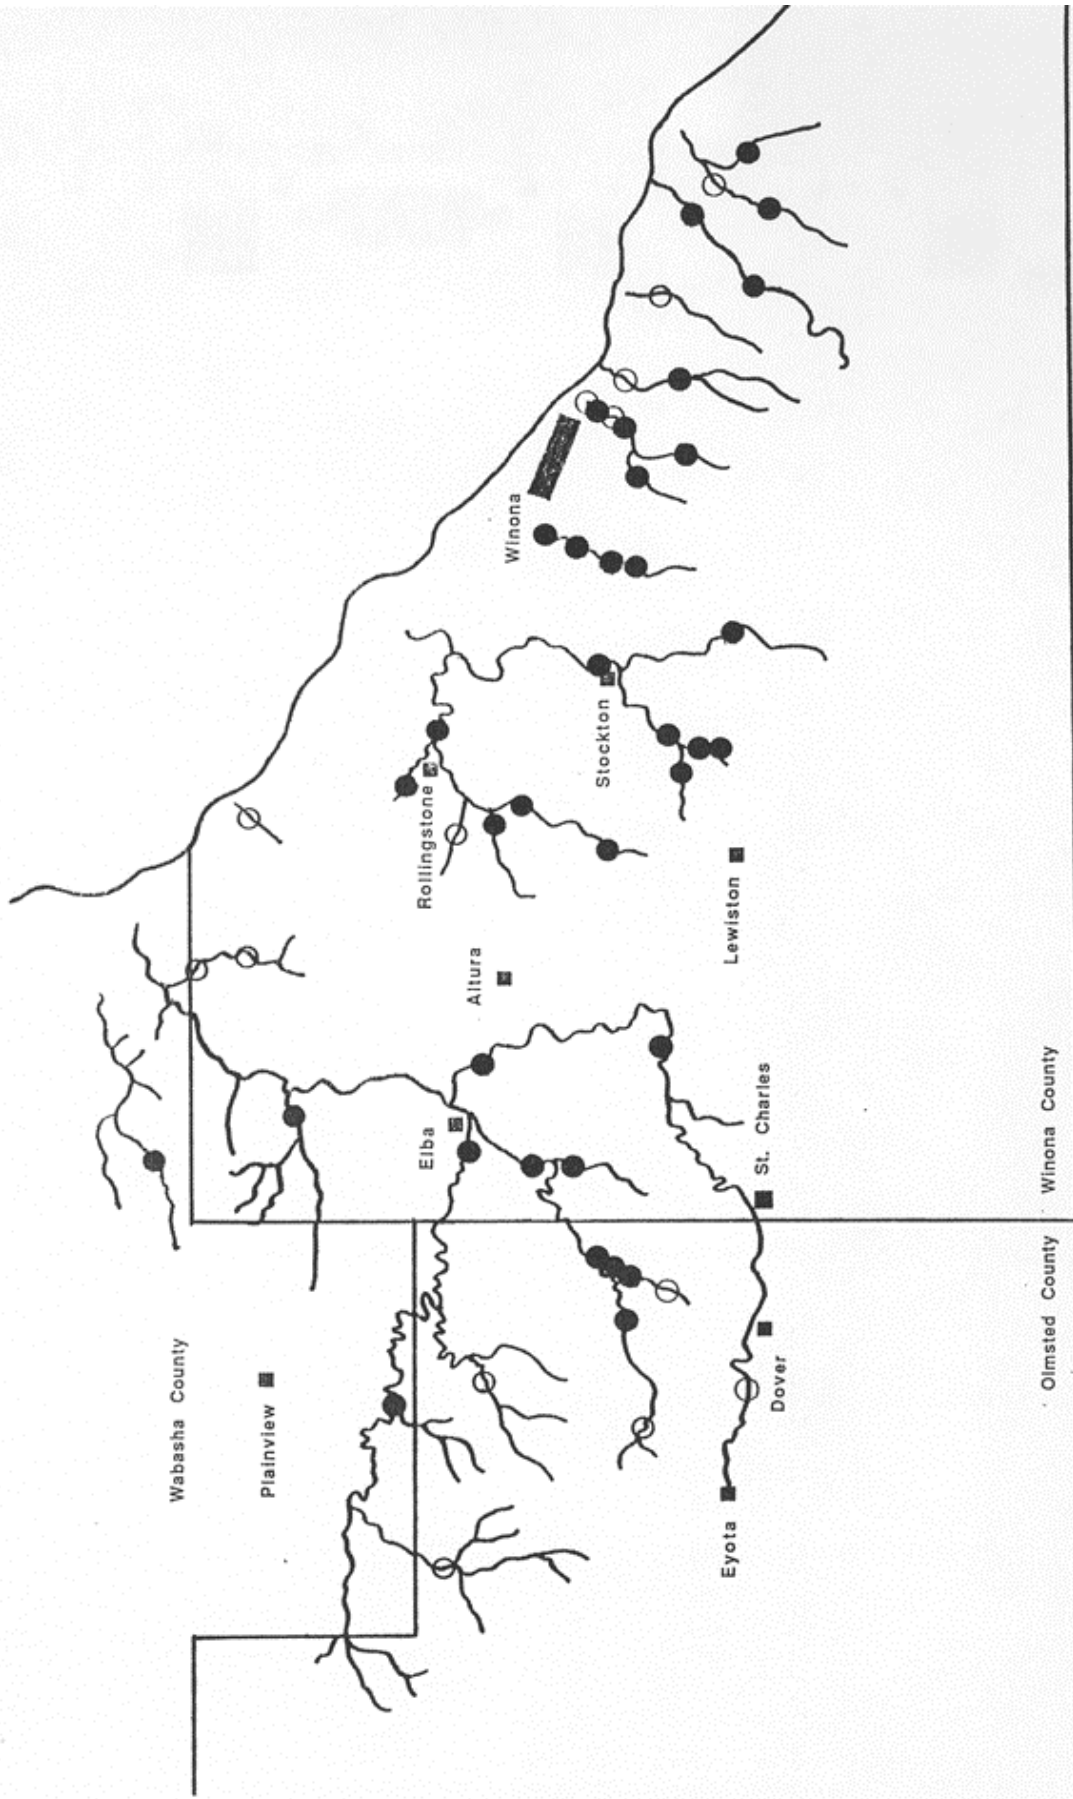 Wabasha County
Plainview
Elba
Altura
Rollingstone
Winona
Stockton
Lewiston
St. Charles
Dover
Eyota
Olmsted County
Winona County